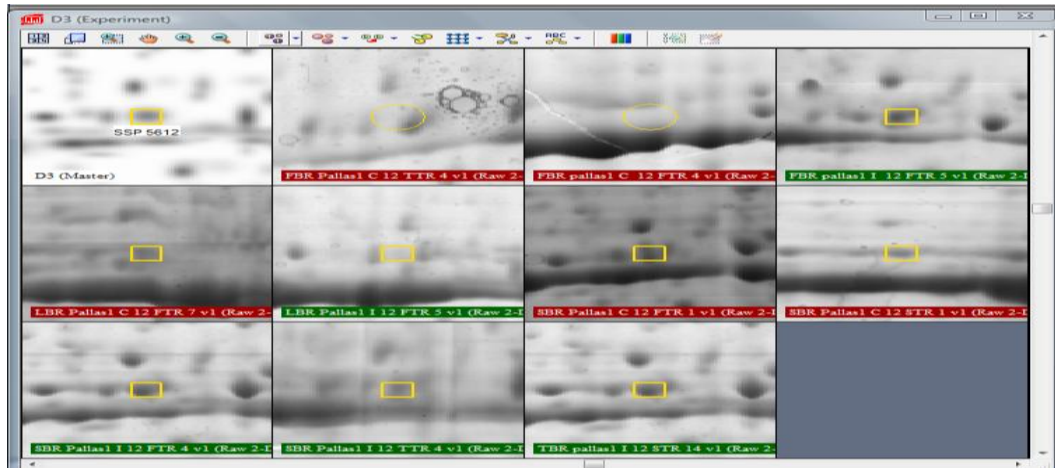 D3 (Experiment)
SSP 5612
D3 (Master)
FBR Pallas1 C 12 TTR 4 v1 (Raw 2-
FBR pallas1 C 12 FTR 4 v1 (Raw 2-
FBR pallas1 I 12 FTR 5 v1 (Raw 2-D
LBR Pallas1 C 12 FTR 7 v1 (Raw 2-
LBR Pallas1 I 12 FTR 5 v1 (Raw 2-D
SBR Pallas1 C 12 FTR 1 v1 (Raw 2-D
SBR Pallas1 C 12 STR 1 v1 (Raw 2-D
SBR Pallas1 I 12 FTR 4 v1 (Raw 2-D
SBR Pallas1 I 12 TTR 4 v1 (Raw 2-D
TBR pallas1 I 12 STR 14 v1 (Raw 2-